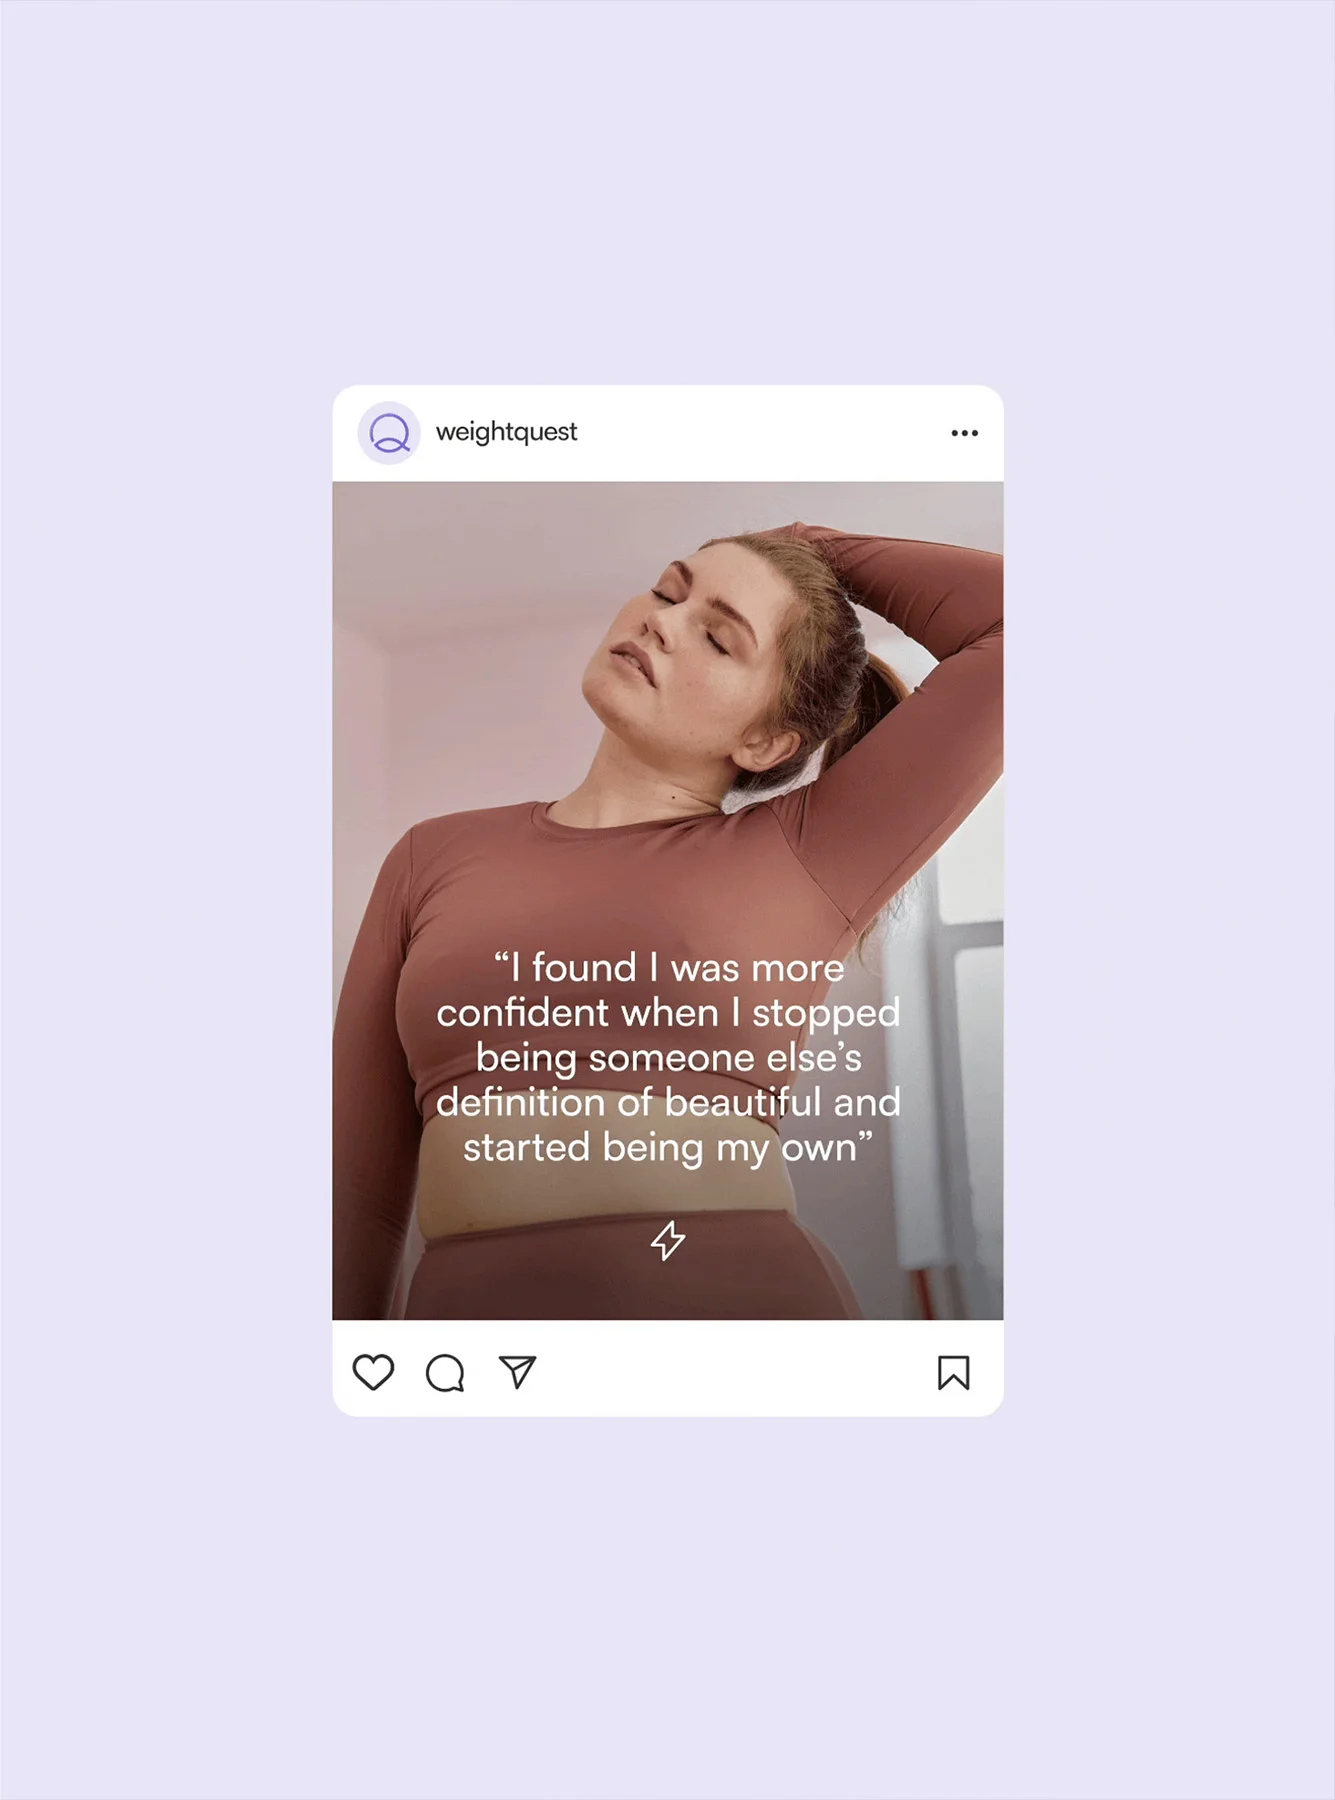 weightquest
“I found I was more
confident when I stopped
being someone else’s
definition of beautiful and
started being my own”